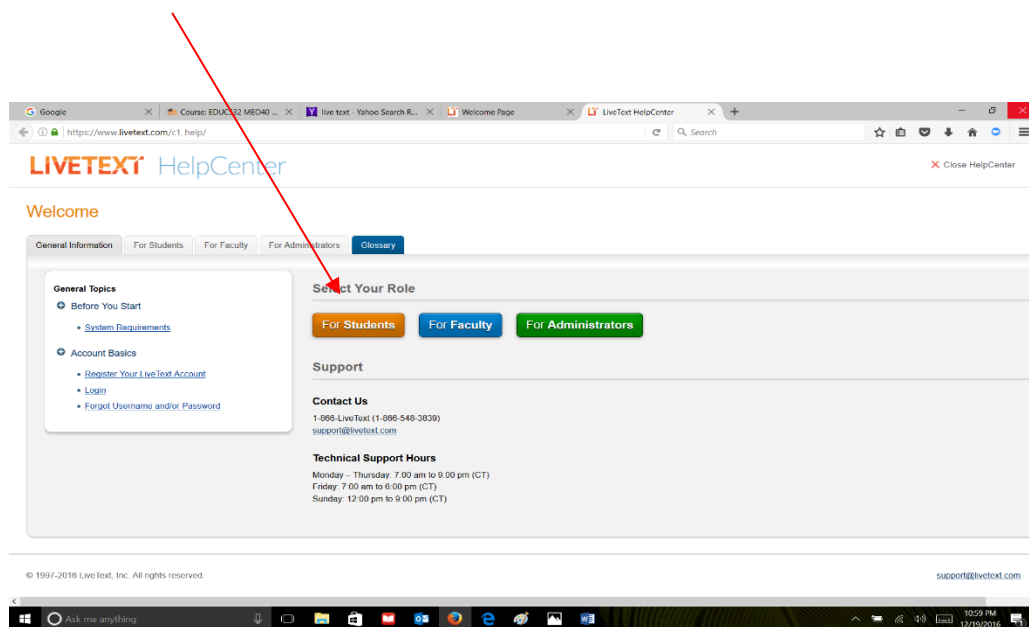 Google
Course: EDUC532 MEO40 ...
live text - Yahoo Search R...
Welcome Page
LiveText HelpCenter
https://www.livetext.com/c1_help/
Search
LIVETEXT HelpCenter
Close HelpCenter
Welcome
General Information
For Students
For Faculty
For Administrators
Glossary
General Topics
Before You Start
System Requirements
Account Basics
Register Your LiveText Account
Login
Forgot Username and/or Password
Select Your Role
For Students
For Faculty
For Administrators
Support
Contact Us
1-866-LiveText (1-866-548-3839)
support@livetext.com
Technical Support Hours
Monday – Thursday: 7:00 am to 9:00 pm (CT)
Friday: 7:00 am to 6:00 pm (CT)
Sunday: 12:00 pm to 9:00 pm (CT)
© 1997-2016 LiveText, Inc. All rights reserved.
support@livetext.com
Ask me anything
10:59 PM
12/19/2016